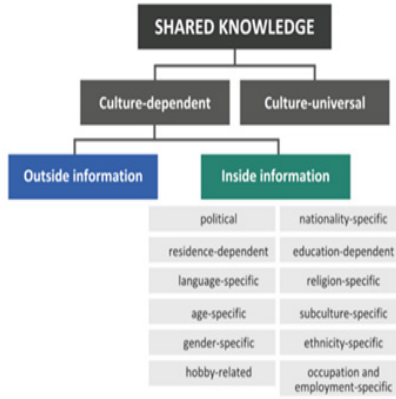 SHARED KNOWLEDGE
Culture-dependent
Culture-universal
Outside information
Inside information
political
nationality-specific
residence-dependent
education-dependent
language-specific
religion-specific
age-specific
subculture-specific
gender-specific
ethnicity-specific
hobby-related
occupation and
employment-specific